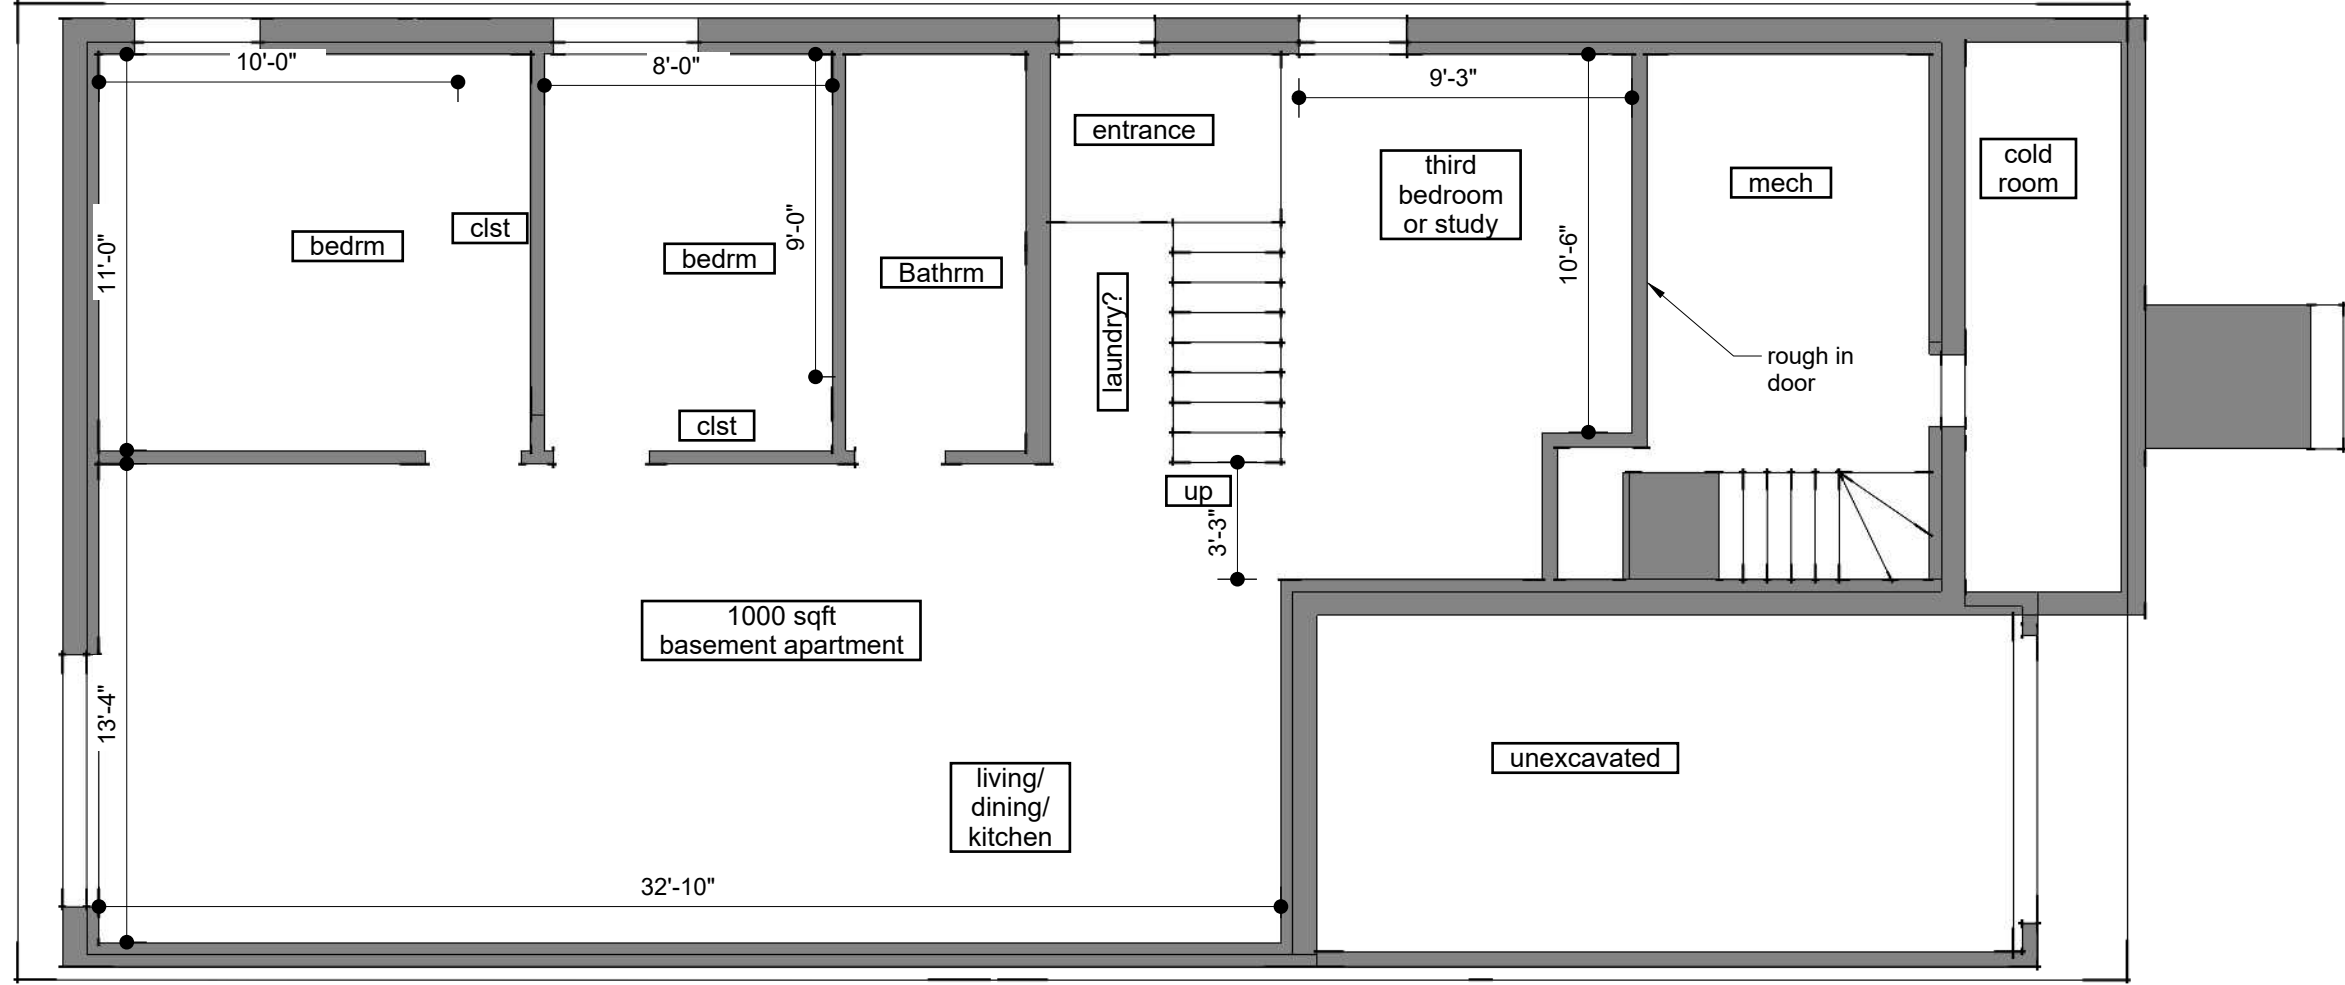 10'-0"
8'-0"
9'-3"
entrance
third
bedroom
or study
mech
cold
room
clst
bedrm
bedrm
9'-0"
Bathrm
11'-0"
10'-6"
laundry?
rough in
door
clst
up
3'-3"
1000 sqft
basement apartment
13'-4"
living/
dining/
kitchen
unexcavated
32'-10"